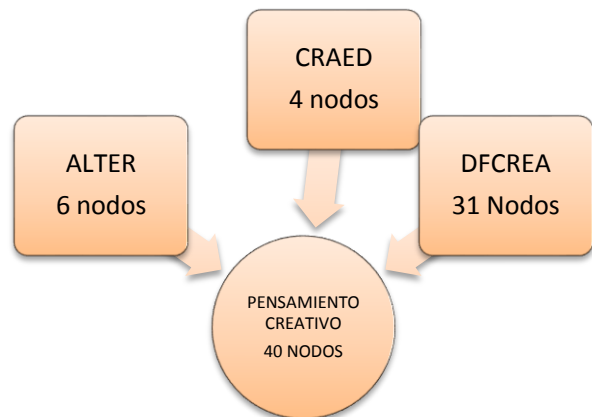 CRAED
4 nodos
ALTER
6 nodos
DFCREA
31 Nodos
PENSAMIENTO
CREATIVO
40 NODOS